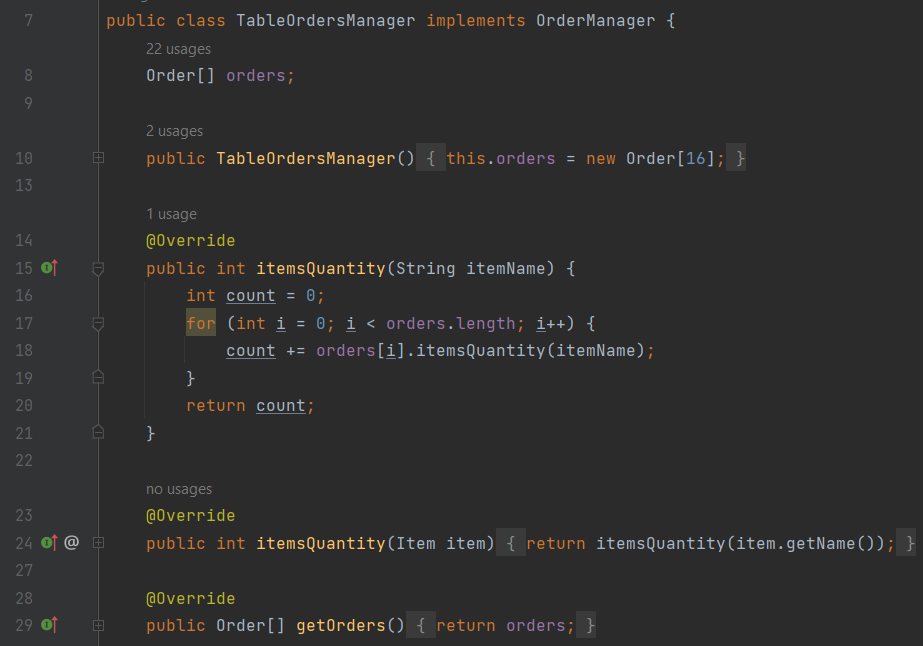 7 public class TableOrdersManager implements OrderManager {
22 usages
8 Order[] orders;
9
2 usages
10 public TableOrdersManager() { this.orders = new Order[16]; }
13
1 usage
14 @Override
15 public int itemsQuantity(String itemName) {
16 int count = 0;
17 for (int i = 0; i < orders.length; i++) {
18 count += orders[i].itemsQuantity(itemName);
19 }
20 return count;
21 }
22
no usages
23 @Override
24 @ public int itemsQuantity(Item item) { return itemsQuantity(item.getName()); }
27
28 @Override
29 public Order[] getOrders() { return orders; }